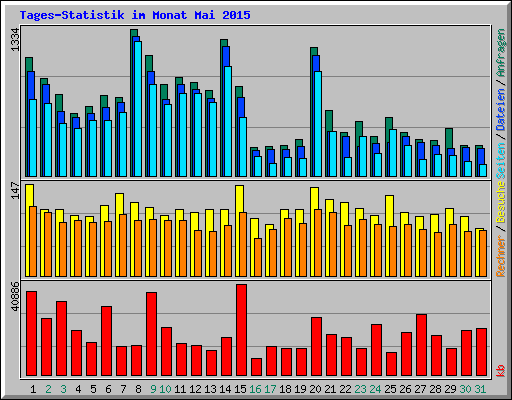 Tages-Statistik im Monat Mai 2015
1334
147
40886
Rechner / Besuche Seiten / Dateien / Anfragen
kb
1 2 3 4 5 6 7 8 9 10 11 12 13 14 15 16 17 18 19 20 21 22 23 24 25 26 27 28 29 30 31